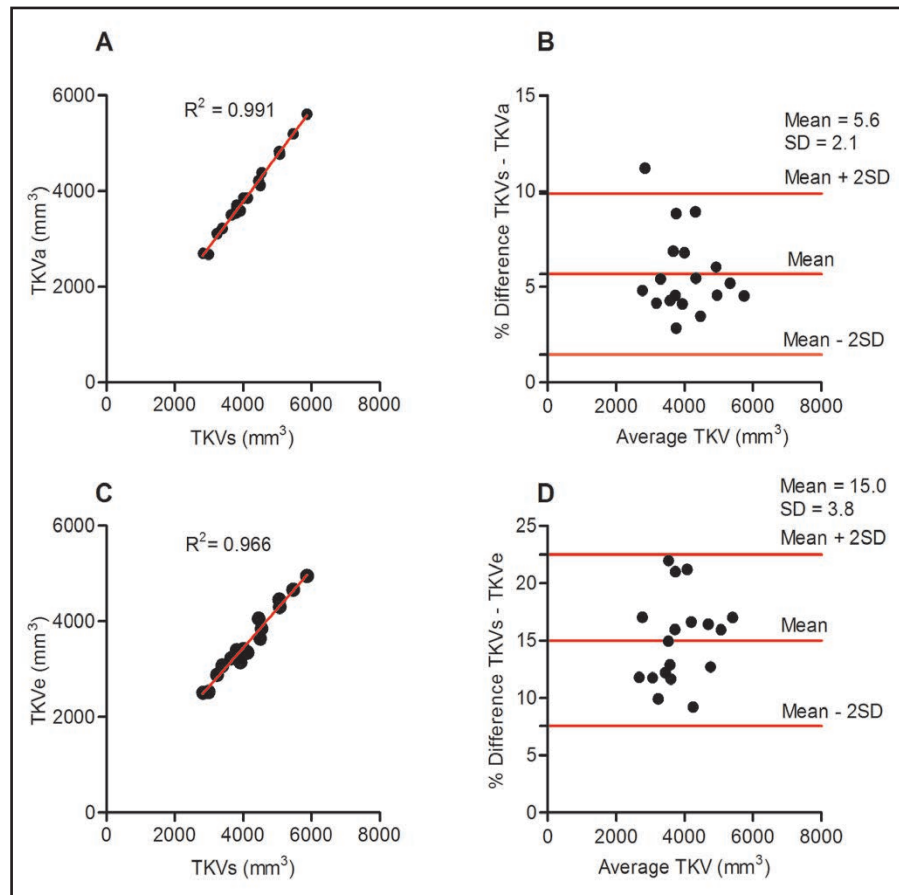 A
6000
4000
2000
0
TKVa (mm³)
R² = 0.991
0 2000 4000 6000 8000
TKVs (mm³)
B
15
10
5
0
% Difference TKVs - TKVa
Mean = 5.6
SD = 2.1
Mean + 2SD
Mean
Mean - 2SD
0 2000 4000 6000 8000
Average TKV (mm³)
C
6000
4000
2000
0
TKVe (mm³)
R² = 0.966
0 2000 4000 6000 8000
TKVs (mm³)
D
25
20
15
10
5
0
% Difference TKVs - TKVe
Mean = 15.0
SD = 3.8
Mean + 2SD
Mean
Mean - 2SD
0 2000 4000 6000 8000
Average TKV (mm³)